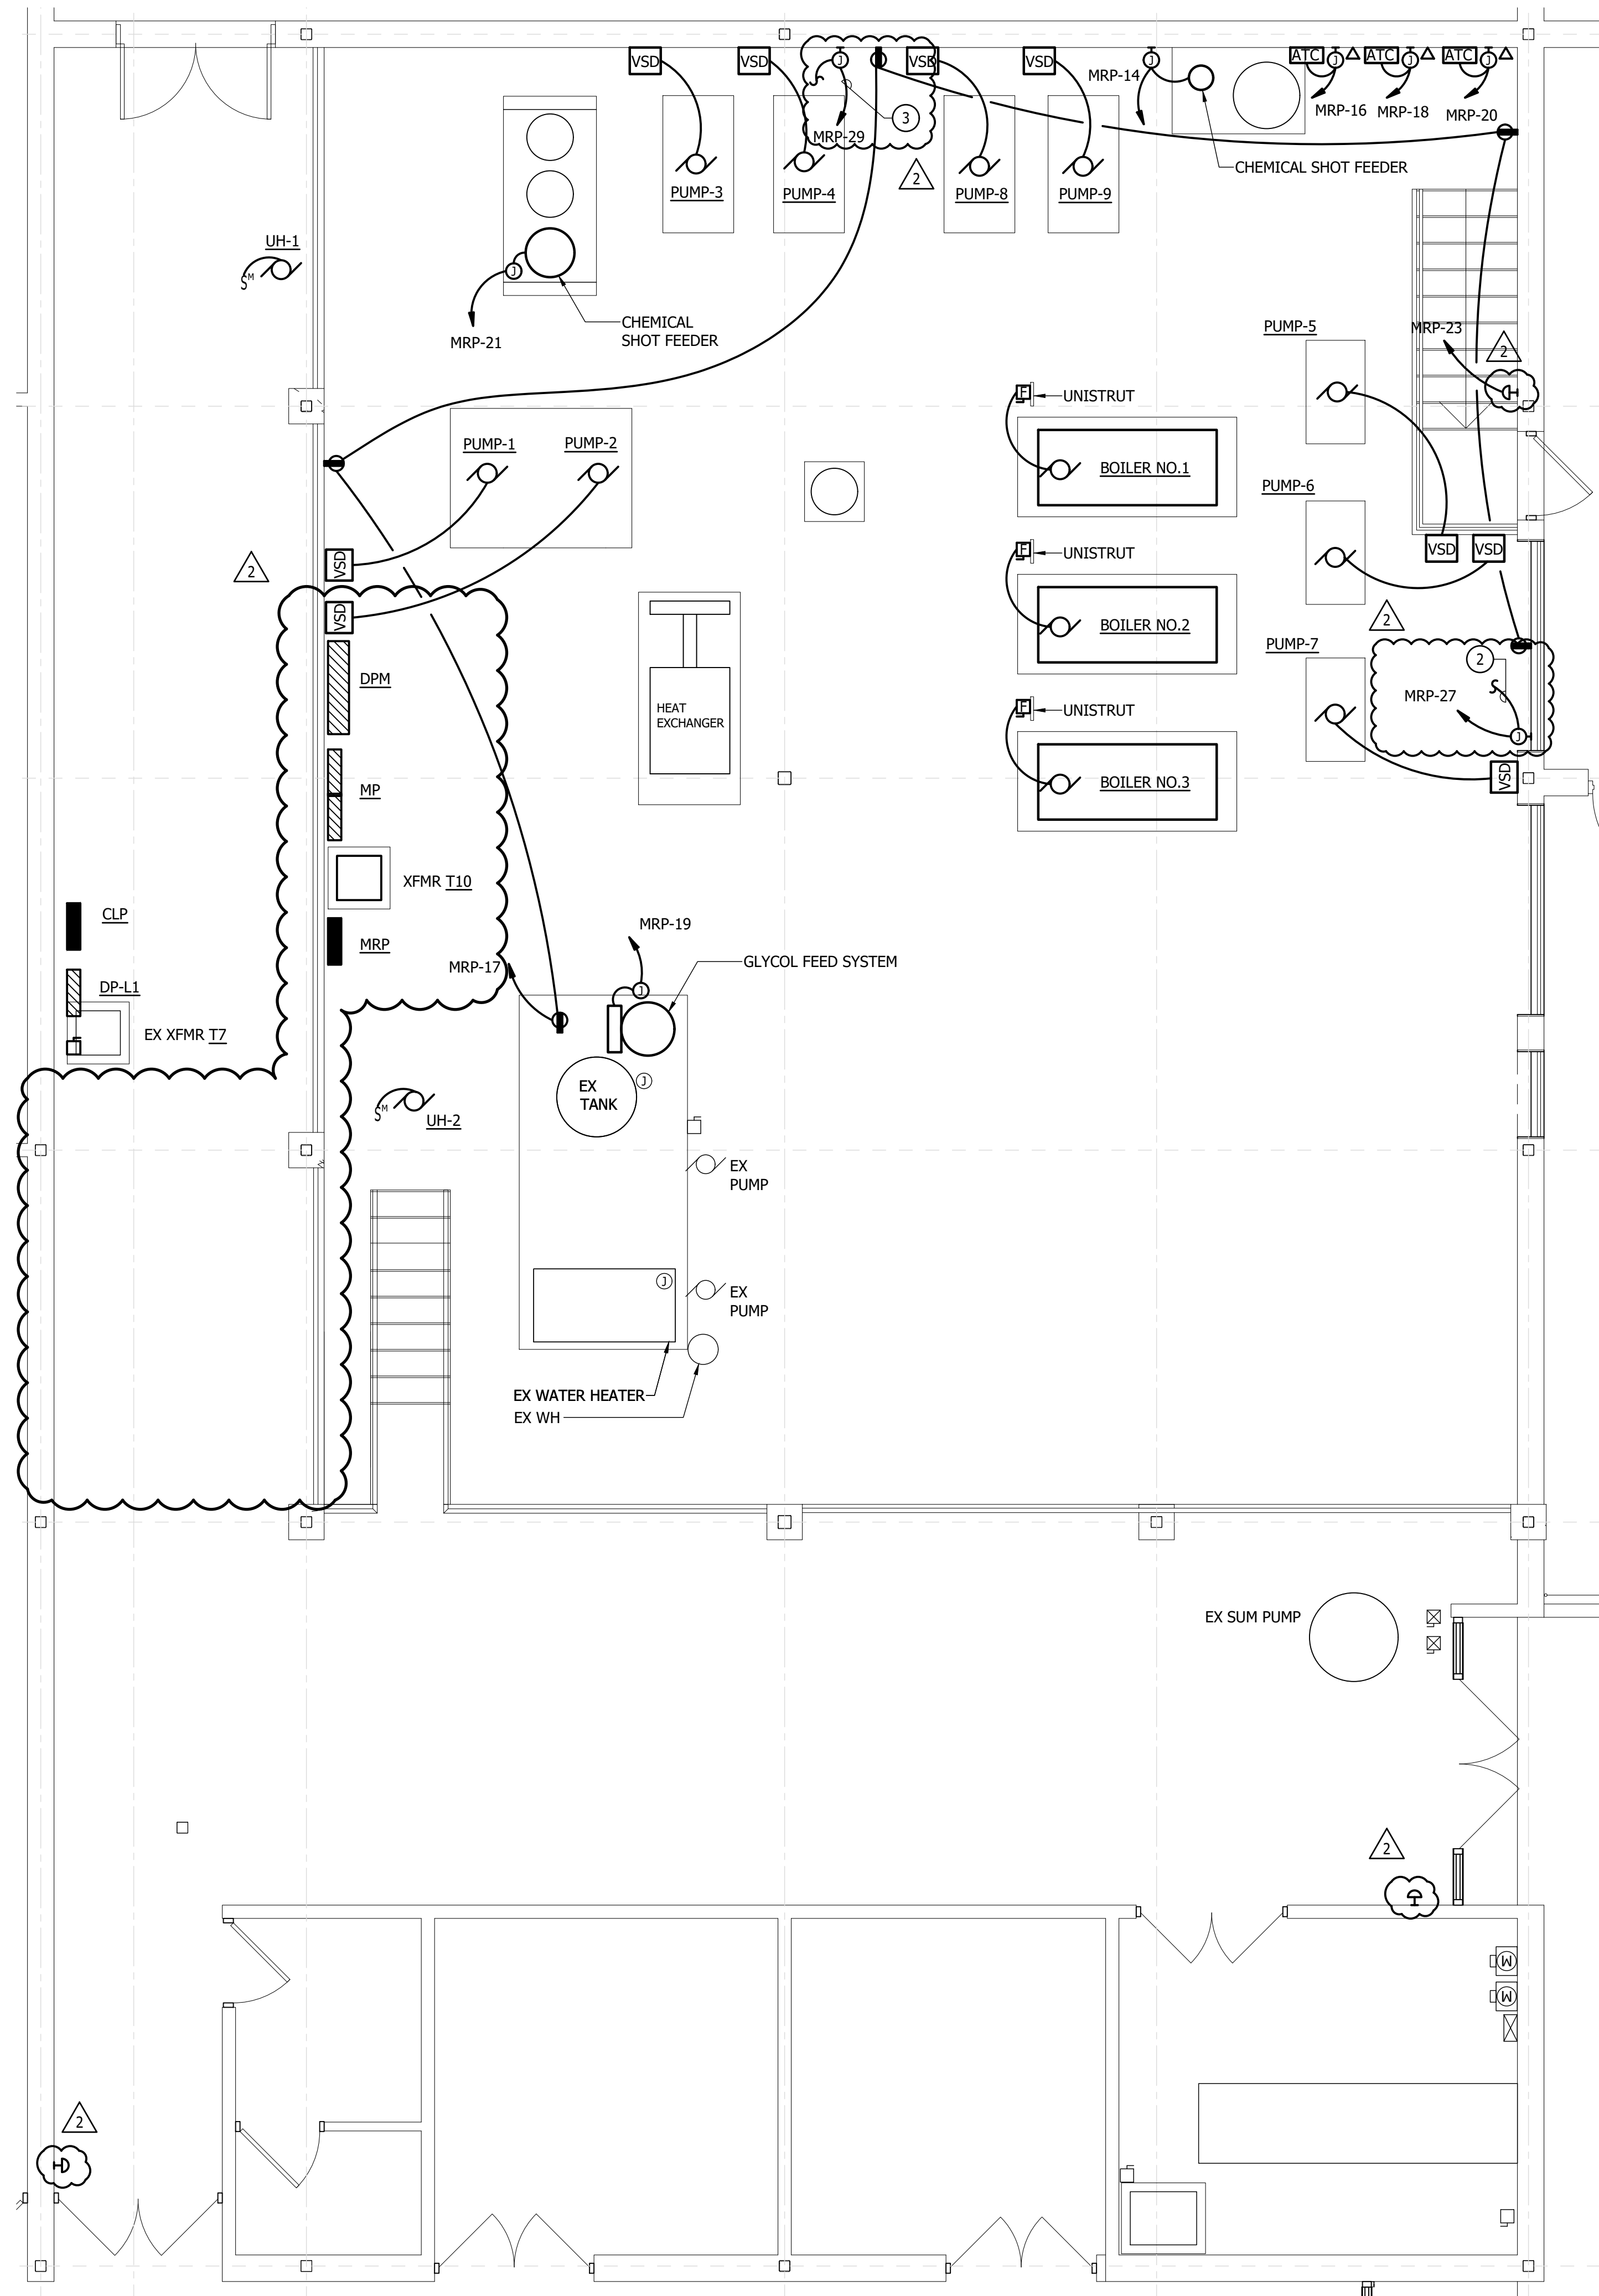 VSD
VSD
J
VSD
VSD
J
ATC
J
ATC
J
ATC
J
MRP-14
MRP-16
MRP-18
MRP-20
3
MRP-29
2
CHEMICAL SHOT FEEDER
PUMP-3
PUMP-4
PUMP-8
PUMP-9
UH-1
S
M
J
CHEMICAL
SHOT FEEDER
MRP-21
PUMP-5
MRP-23
2
F
UNISTRUT
PUMP-1
PUMP-2
BOILER NO.1
PUMP-6
VSD
VSD
VSD
2
F
UNISTRUT
VSD
BOILER NO.2
2
PUMP-7
2
DPM
MRP-27
J
HEAT
EXCHANGER
F
UNISTRUT
VSD
MP
BOILER NO.3
XFMR T10
CLP
MRP
MRP-19
MRP-17
GLYCOL FEED SYSTEM
J
DP-L1
EX XFMR T7
EX
TANK
J
S
M
UH-2
EX
PUMP
J
EX
PUMP
EX WATER HEATER
EX WH
EX SUM PUMP
2
M
M
2